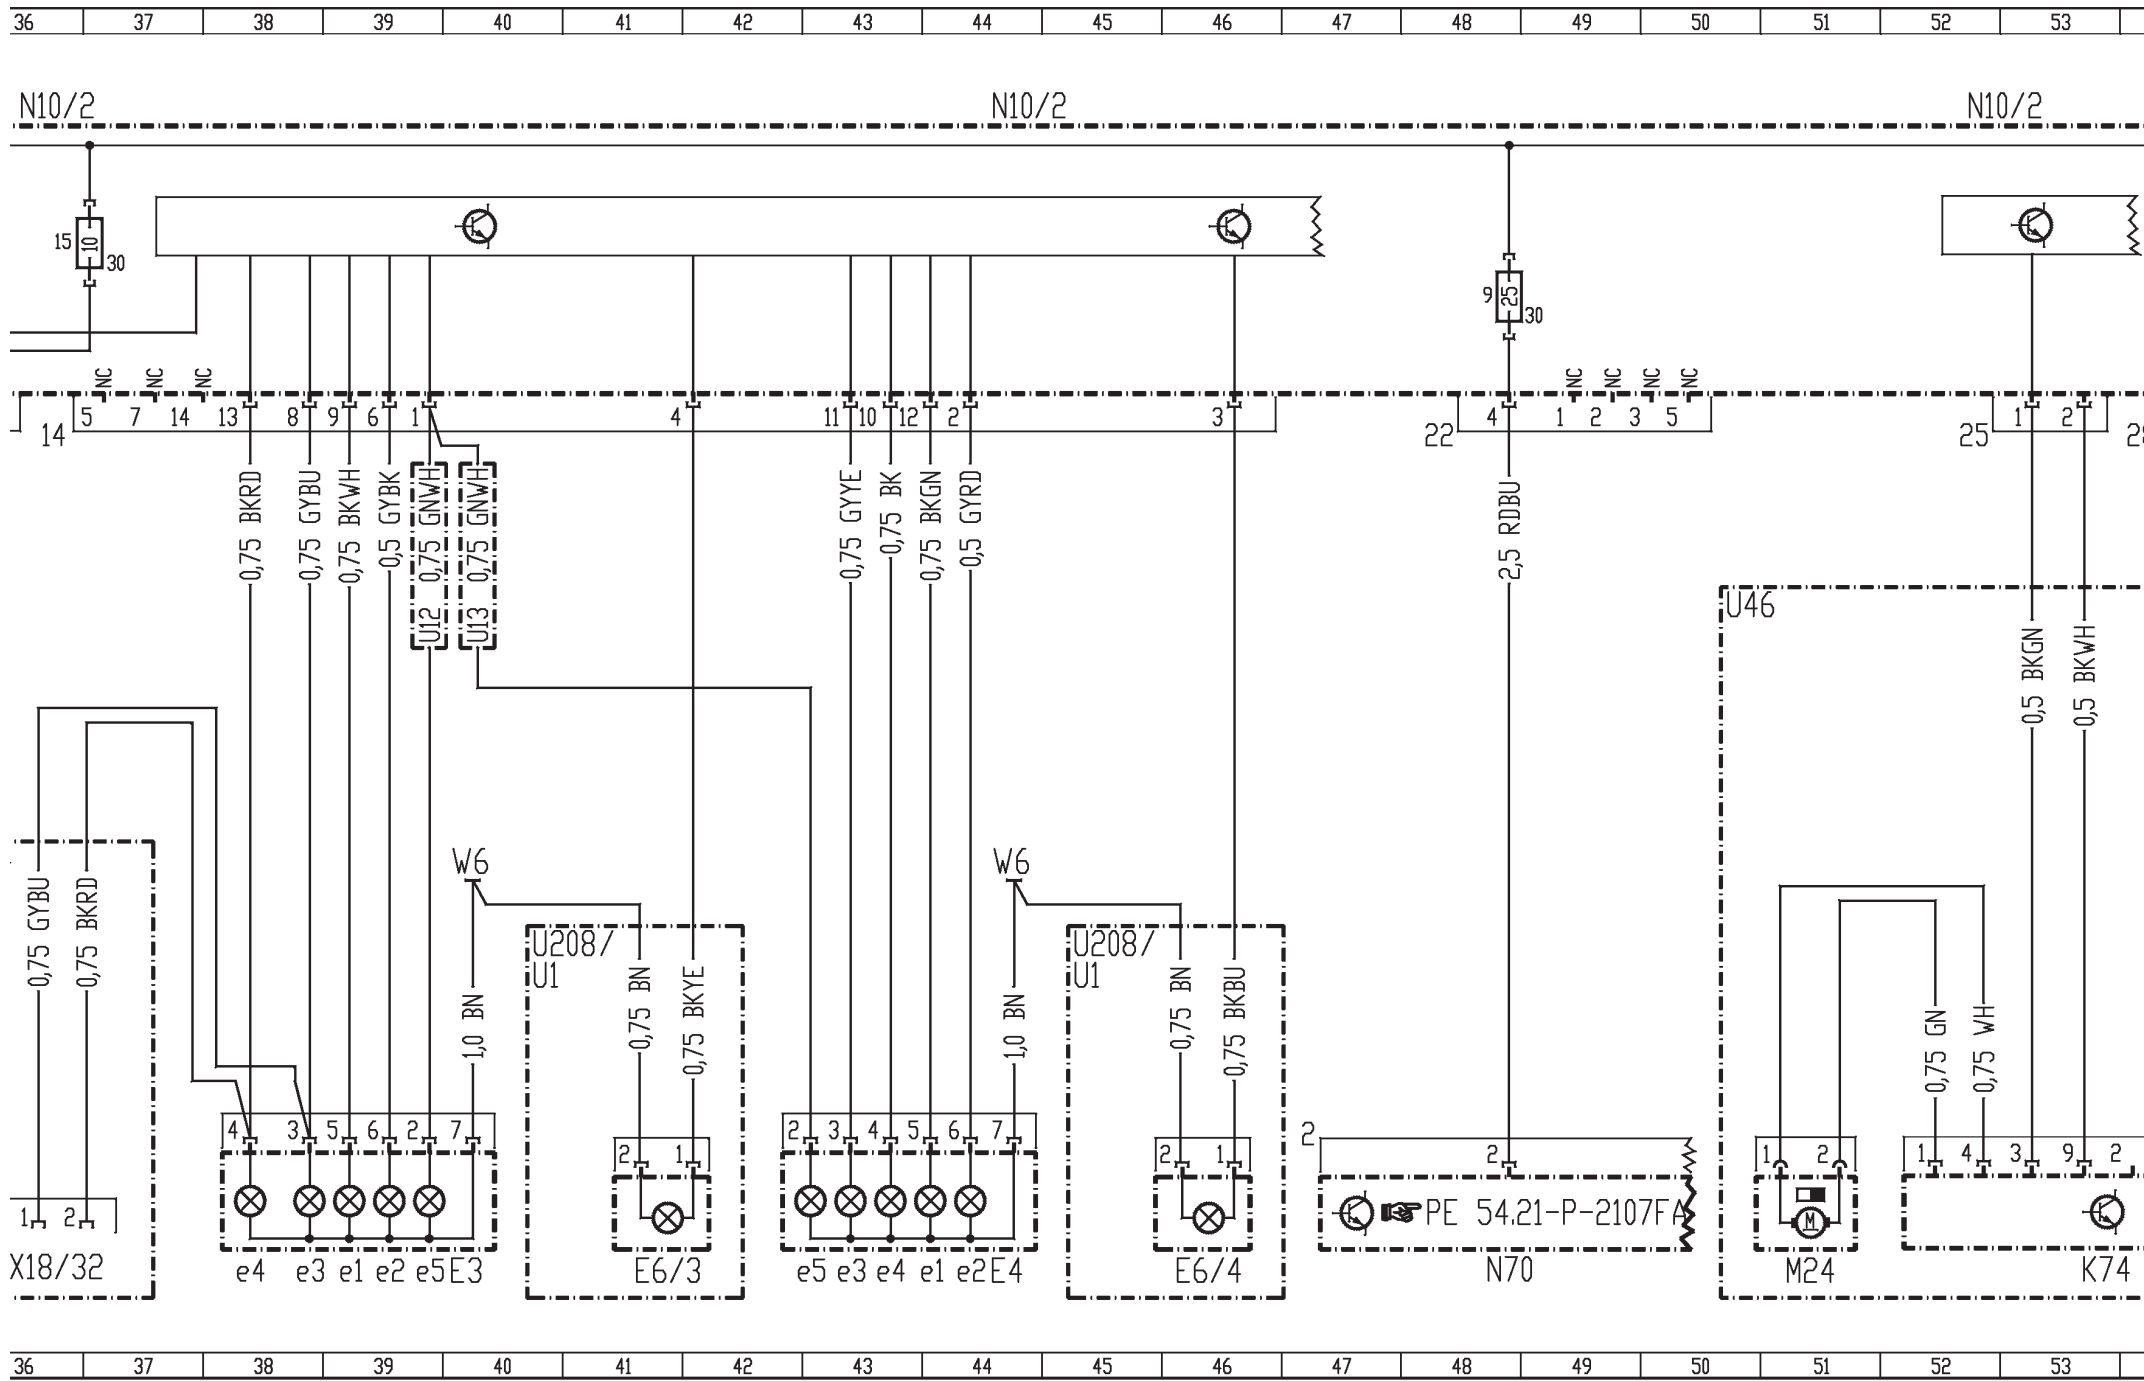 36 37 38 39 40 41 42 43 44 45 46 47 48 49 50 51 52 53
N10/2 N10/2 N10/2
15 10 30
9 25 30
NC NC NC NC NC NC NC
14 5 7 14 13 8 9 6 1 4 11 10 12 2 3 22 4 1 2 3 5 25 1 2
0,75 BKRD
0,75 GYBU
0,75 BKWH
0,5 GYBK
U12 0,75 GNWH
U13 0,75 GNWH
0,75 GYYE
0,75 BK
0,75 BKGN
0,5 GYRD
2,5 RDBU
U46
0,5 BKGN
0,5 BKWH
W6 W6
0,75 GYBU
0,75 BKRD
1,0 BN
U208/
U1
0,75 BN
0,75 BKYE
1,0 BN
U208/
U1
0,75 BN
0,75 BKBU
0,75 GN
0,75 WH
4 3 5 6 2 7 2 1 2 3 4 5 6 7 2 1 2 2 1 2 1 4 3 9 2
1 2
M
PE 54.21-P-2107FA
X18/32 e4 e3 e1 e2 e5 E3 E6/3 e5 e3 e4 e1 e2 E4 E6/4 N70 M24 K74
36 37 38 39 40 41 42 43 44 45 46 47 48 49 50 51 52 53